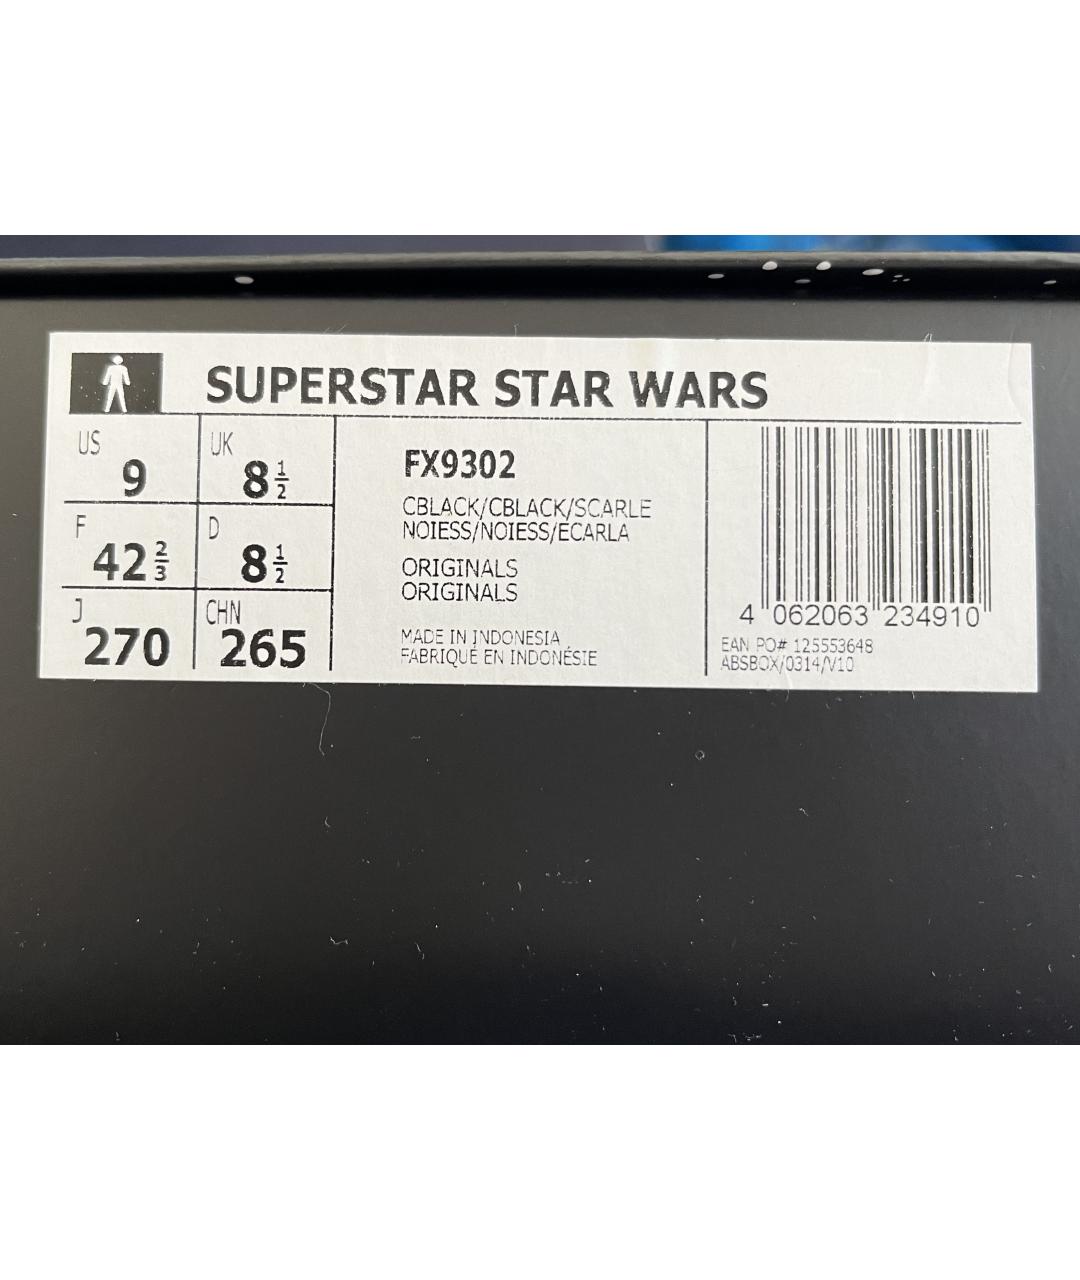 SUPERSTAR STAR WARS
US 9 UK 8 1/2
F 42 2/3 D 8 1/2
J 270 CHN 265
FX9302
CBLACK/CBLACK/SCARLE
NOIESS/NOIESS/ECARLA
ORIGINALS
ORIGINALS
MADE IN INDONESIA
FABRIQUÉ EN INDONÉSIE
4 062063 234910
EAN PO# 125553648
ABSBOX/0314/V10